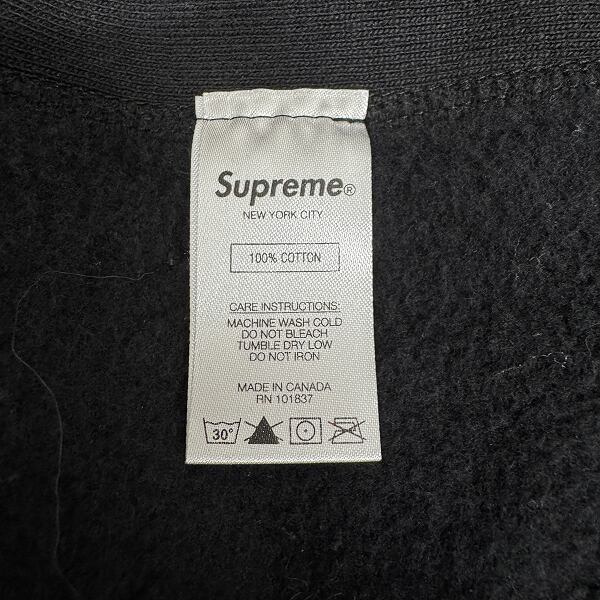 Supreme®
NEW YORK CITY
100% COTTON
CARE INSTRUCTIONS:
MACHINE WASH COLD
DO NOT BLEACH
TUMBLE DRY LOW
DO NOT IRON
MADE IN CANADA
RN 101837
30°